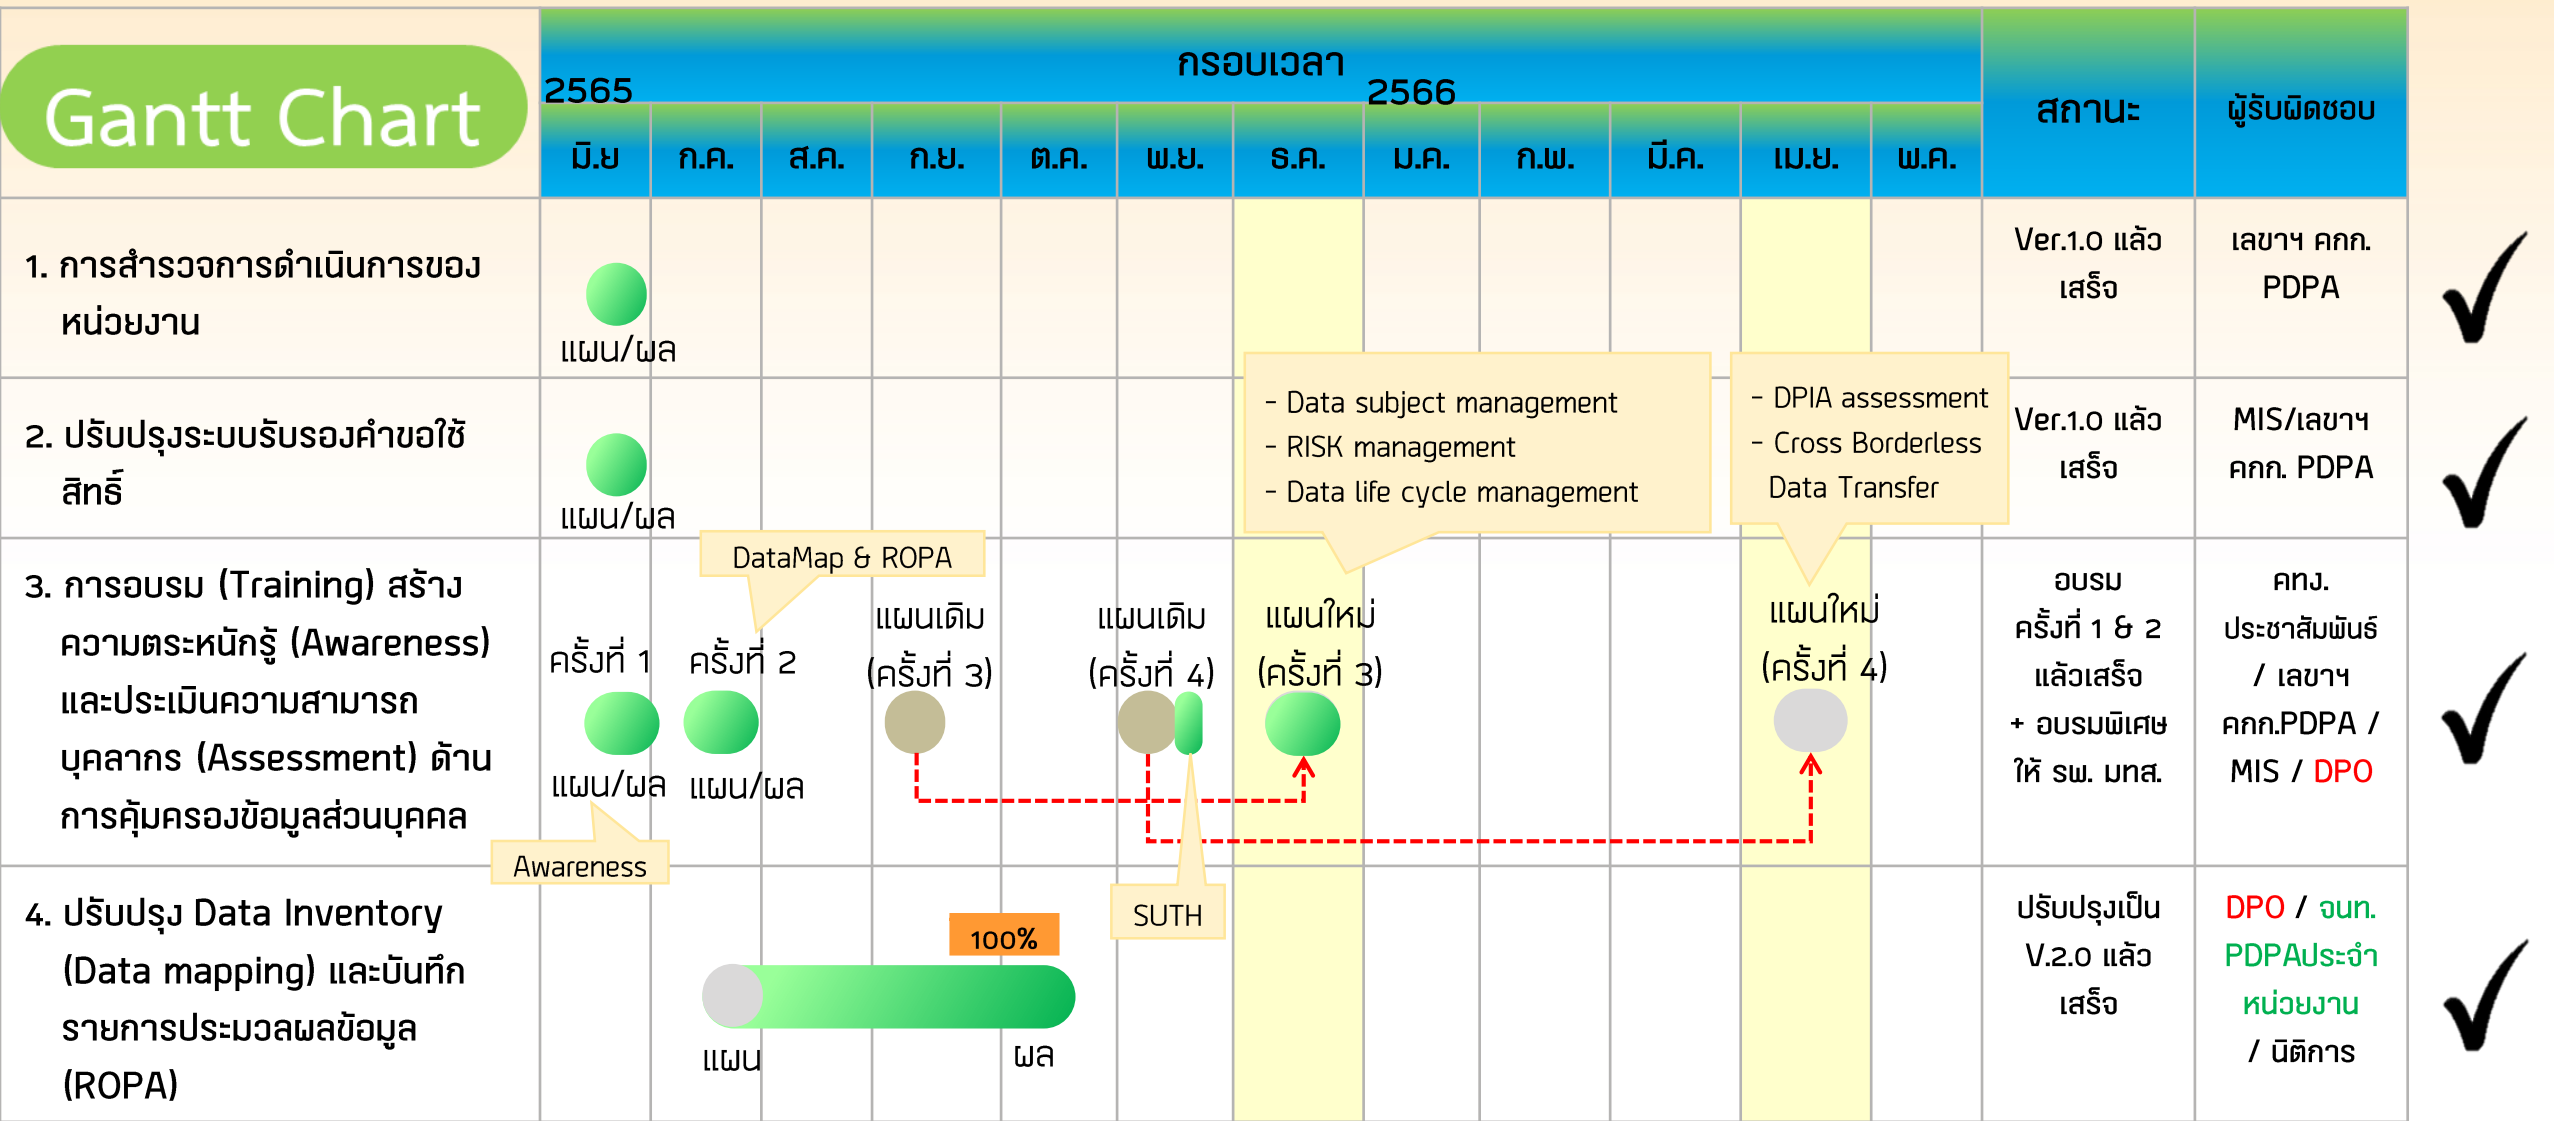 Gantt Chart
กรอบเวลา
2565
2566
สถานะ
ผู้รับผิดชอบ
มิ.ย
ก.ค.
ส.ค.
ก.ย.
ต.ค.
พ.ย.
ธ.ค.
ม.ค.
ก.พ.
มี.ค.
เม.ย.
พ.ค.
1. การสำรวจการดำเนินการของ
หน่วยงาน
แผน/ผล
Ver.1.0 แล้ว
เสร็จ
เลขาฯ คกก.
PDPA
2. ปรับปรุงระบบรับรองคำขอใช้
สิทธิ์
แผน/ผล
- Data subject management
- RISK management
- Data life cycle management
- DPIA assessment
- Cross Borderless
Data Transfer
Ver.1.0 แล้ว
เสร็จ
MIS/เลขาฯ
คกก. PDPA
3. การอบรม (Training) สร้าง
ความตระหนักรู้ (Awareness)
และประเมินความสามารถ
บุคลากร (Assessment) ด้าน
การคุ้มครองข้อมูลส่วนบุคคล
DataMap & ROPA
ครั้งที่ 1
แผน/ผล
Awareness
ครั้งที่ 2
แผน/ผล
แผนเดิม
(ครั้งที่ 3)
แผนเดิม
(ครั้งที่ 4)
SUTH
แผนใหม่
(ครั้งที่ 3)
แผนใหม่
(ครั้งที่ 4)
อบรม
ครั้งที่ 1 & 2
แล้วเสร็จ
+ อบรมพิเศษ
ให้ รพ. มทส.
คทง.
ประชาสัมพันธ์
/ เลขาฯ
คกก.PDPA /
MIS / DPO
4. ปรับปรุง Data Inventory
(Data mapping) และบันทึก
รายการประมวลผลข้อมูล
(ROPA)
100%
แผน
ผล
ปรับปรุงเป็น
V.2.0 แล้ว
เสร็จ
DPO / จนท.
PDPAประจำ
หน่วยงาน
/ นิติการ